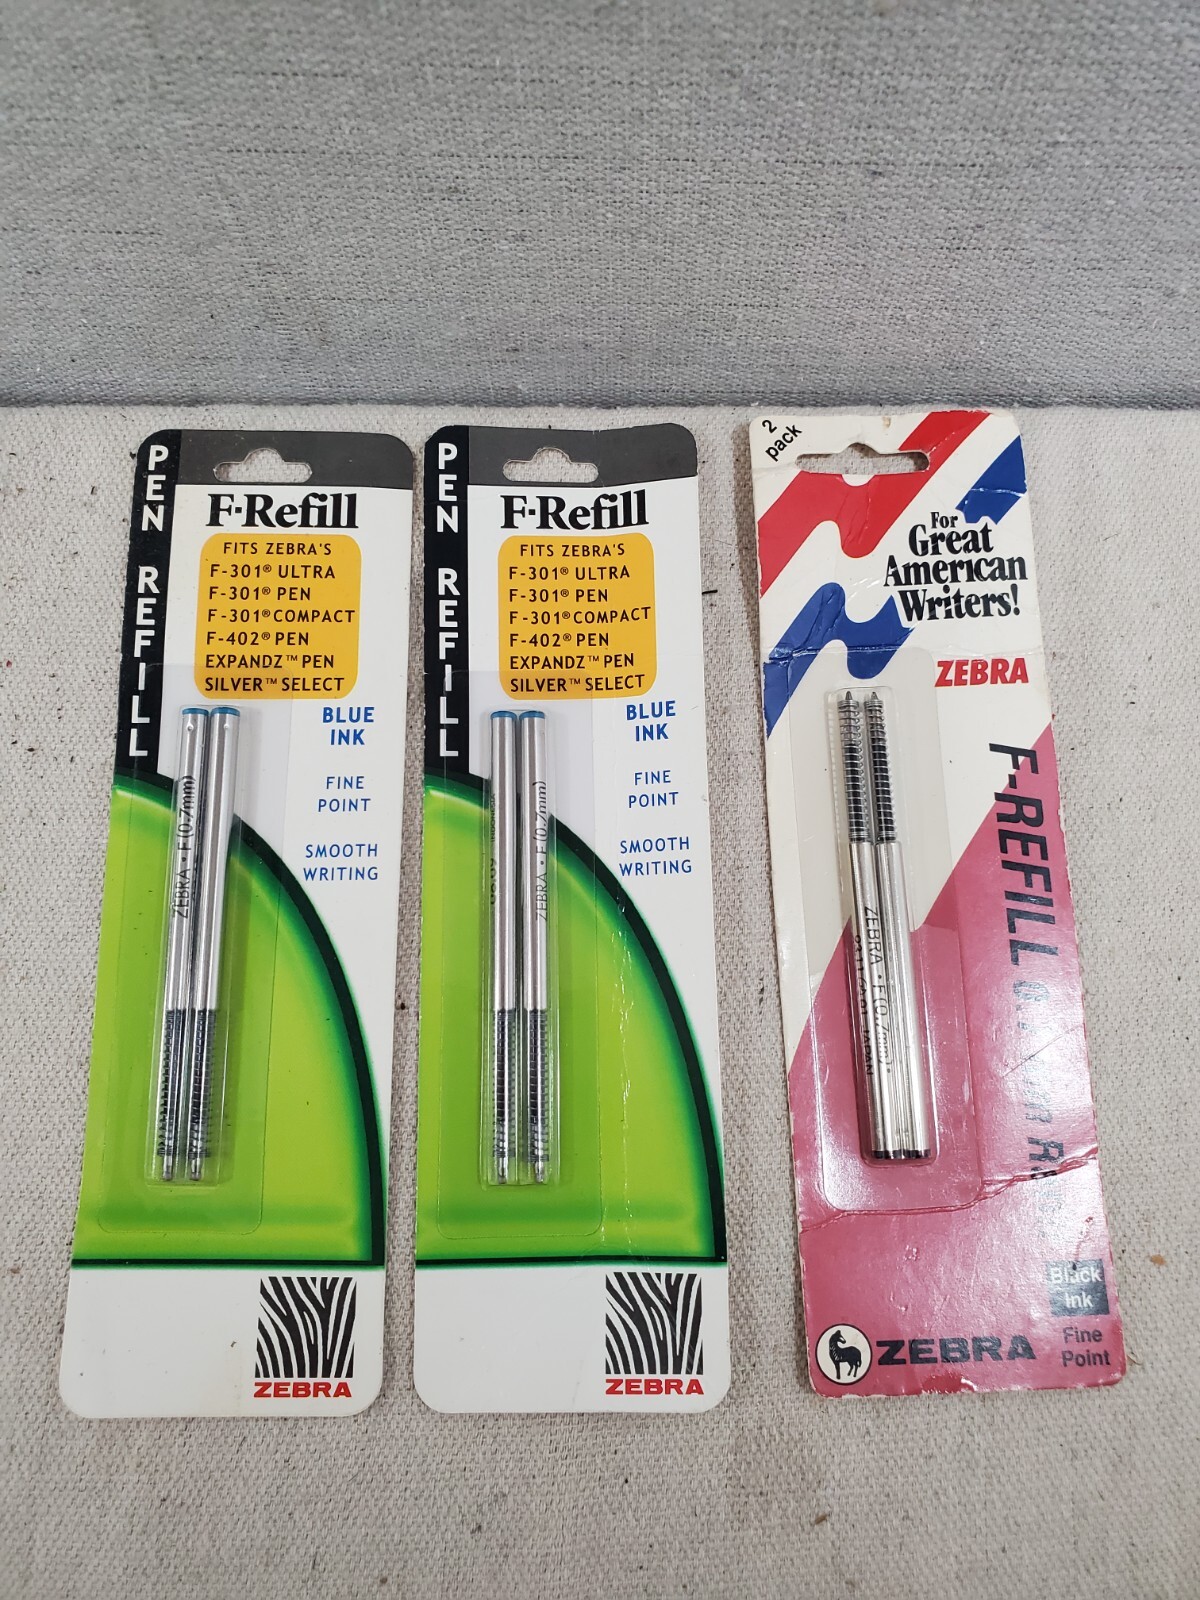 PEN REFILL
F-Refill
FITS ZEBRA'S
F-301® ULTRA
F-301® PEN
F-301® COMPACT
F-402® PEN
EXPANDZ™ PEN
SILVER™ SELECT
BLUE
INK
FINE
POINT
SMOOTH
WRITING
ZEBRA • F(0.7mm)
ZEBRA
PEN REFILL
F-Refill
FITS ZEBRA'S
F-301® ULTRA
F-301® PEN
F-301® COMPACT
F-402® PEN
EXPANDZ™ PEN
SILVER™ SELECT
BLUE
INK
FINE
POINT
SMOOTH
WRITING
ZEBRA • F(0.7mm)
ZEBRA
2
pack
For
Great
American
Writers!
ZEBRA
F-REFILL
ZEBRA • F(0.7mm)
JAPAN
Black
Ink
Fine
Point
ZEBRA